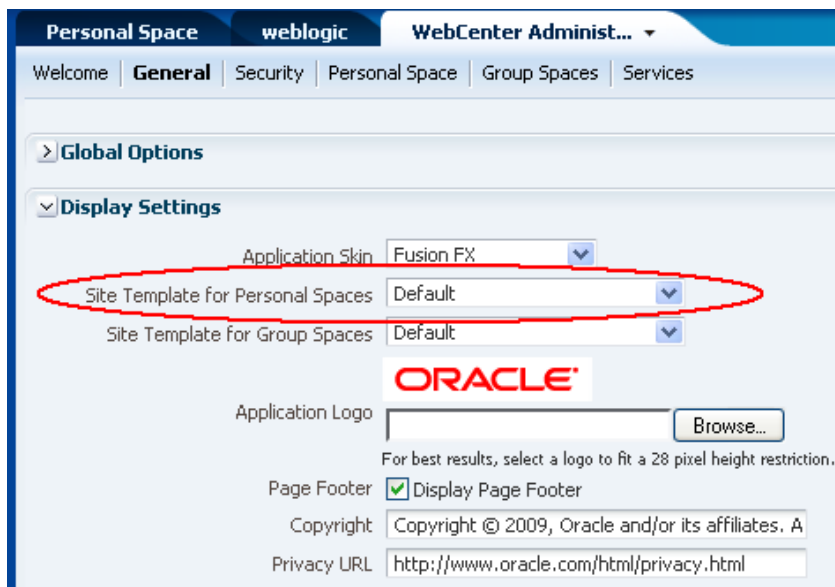 Personal Space weblogic WebCenter Administ...
Welcome General Security Personal Space Group Spaces Services
Global Options
Display Settings
Application Skin Fusion FX
Site Template for Personal Spaces Default
Site Template for Group Spaces Default
ORACLE
Application Logo Browse...
For best results, select a logo to fit a 28 pixel height restriction.
Page Footer Display Page Footer
Copyright Copyright © 2009, Oracle and/or its affiliates. A
Privacy URL http://www.oracle.com/html/privacy.html